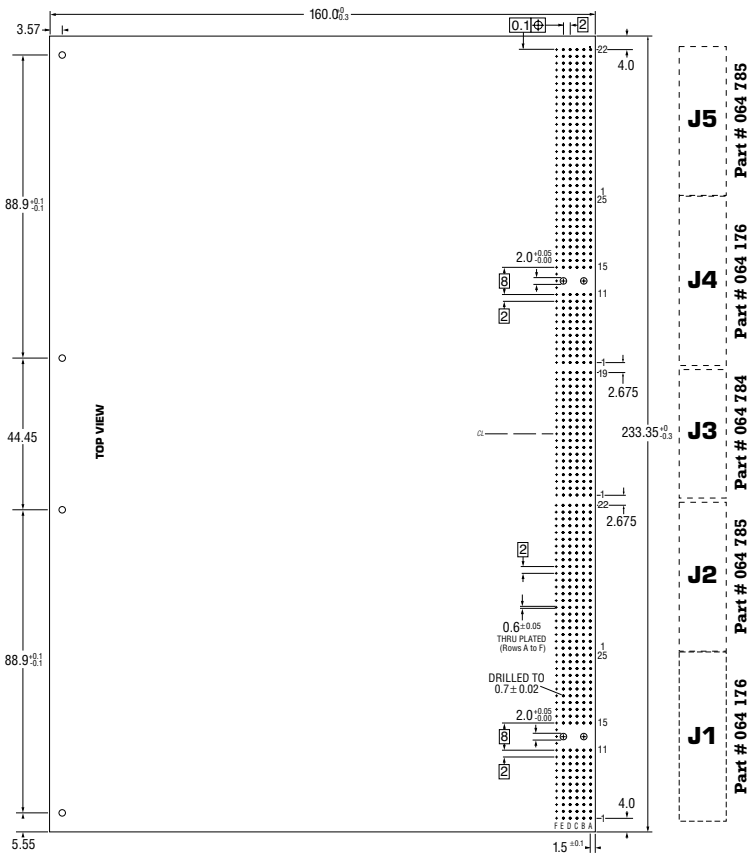 160.0 +0 -0.3
3.57
0.1 ⌖ 2
22
4.0
J5
Part # 064 785
88.9 +0.1 -0.1
1
25
2.0 +0.05 -0.00
15
8
11
2
J4
Part # 064 176
1
19
2.675
TOP VIEW
44.45
CL
233.35 +0 -0.3
J3
Part # 064 784
1
22
2.675
2
J2
Part # 064 785
0.6 ±0.05
THRU PLATED
(Rows A to F)
1
25
88.9 +0.1 -0.1
DRILLED TO
0.7 ± 0.02
2.0 +0.05 -0.00
15
8
11
2
J1
Part # 064 176
4.0
1
F E D C B A
5.55
1.5 ±0.1